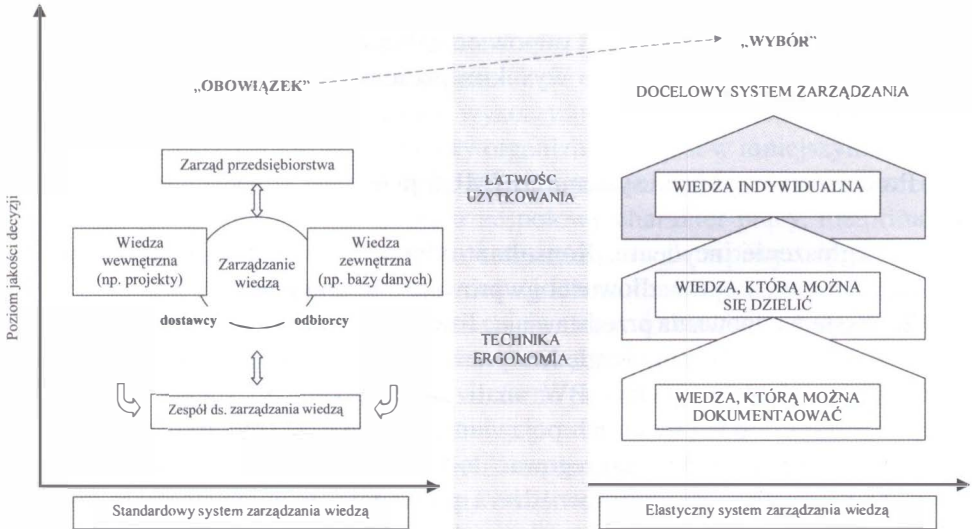 „WYBÓR”
„OBOWIĄZEK”
DOCELOWY SYSTEM ZARZĄDZANIA
Poziom jakości decyzji
Zarząd przedsiębiorstwa
Wiedza
wewnętrzna
(np. projekty)
Zarządzanie
wiedzą
Wiedza
zewnętrzna
(np. bazy danych)
dostawcy
odbiorcy
Zespół ds. zarządzania wiedzą
Standardowy system zarządzania wiedzą
ŁATWOŚĆ
UŻYTKOWANIA
TECHNIKA
ERGONOMIA
WIEDZA INDYWIDUALNA
WIEDZA, KTÓRĄ MOŻNA
SIĘ DZIELIĆ
WIEDZA, KTÓRĄ MOŻNA
DOKUMENTAOWAĆ
Elastyczny system zarządzania wiedzą